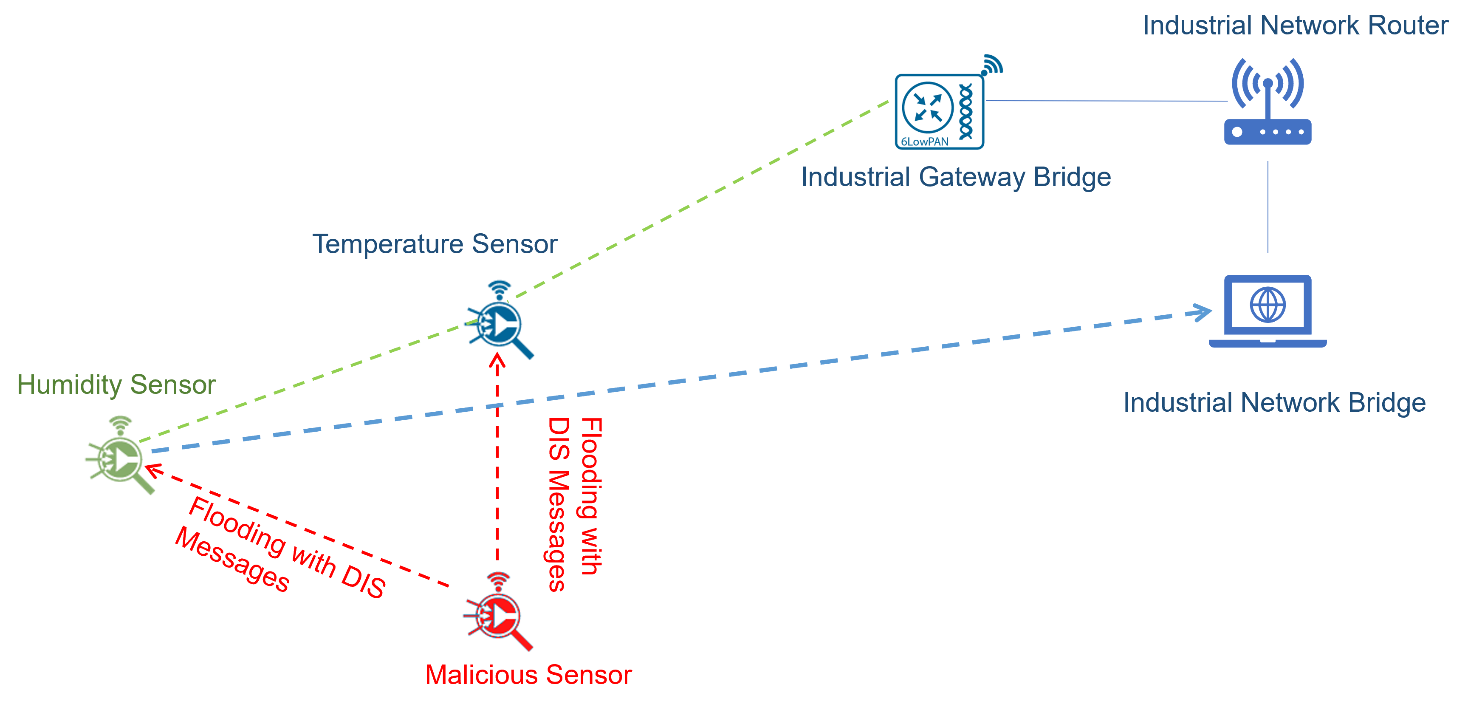 Industrial Network Router
6LowPAN
Industrial Gateway Bridge
Temperature Sensor
Humidity Sensor
Industrial Network Bridge
Flooding with
DIS Messages
Flooding with DIS
Messages
Malicious Sensor